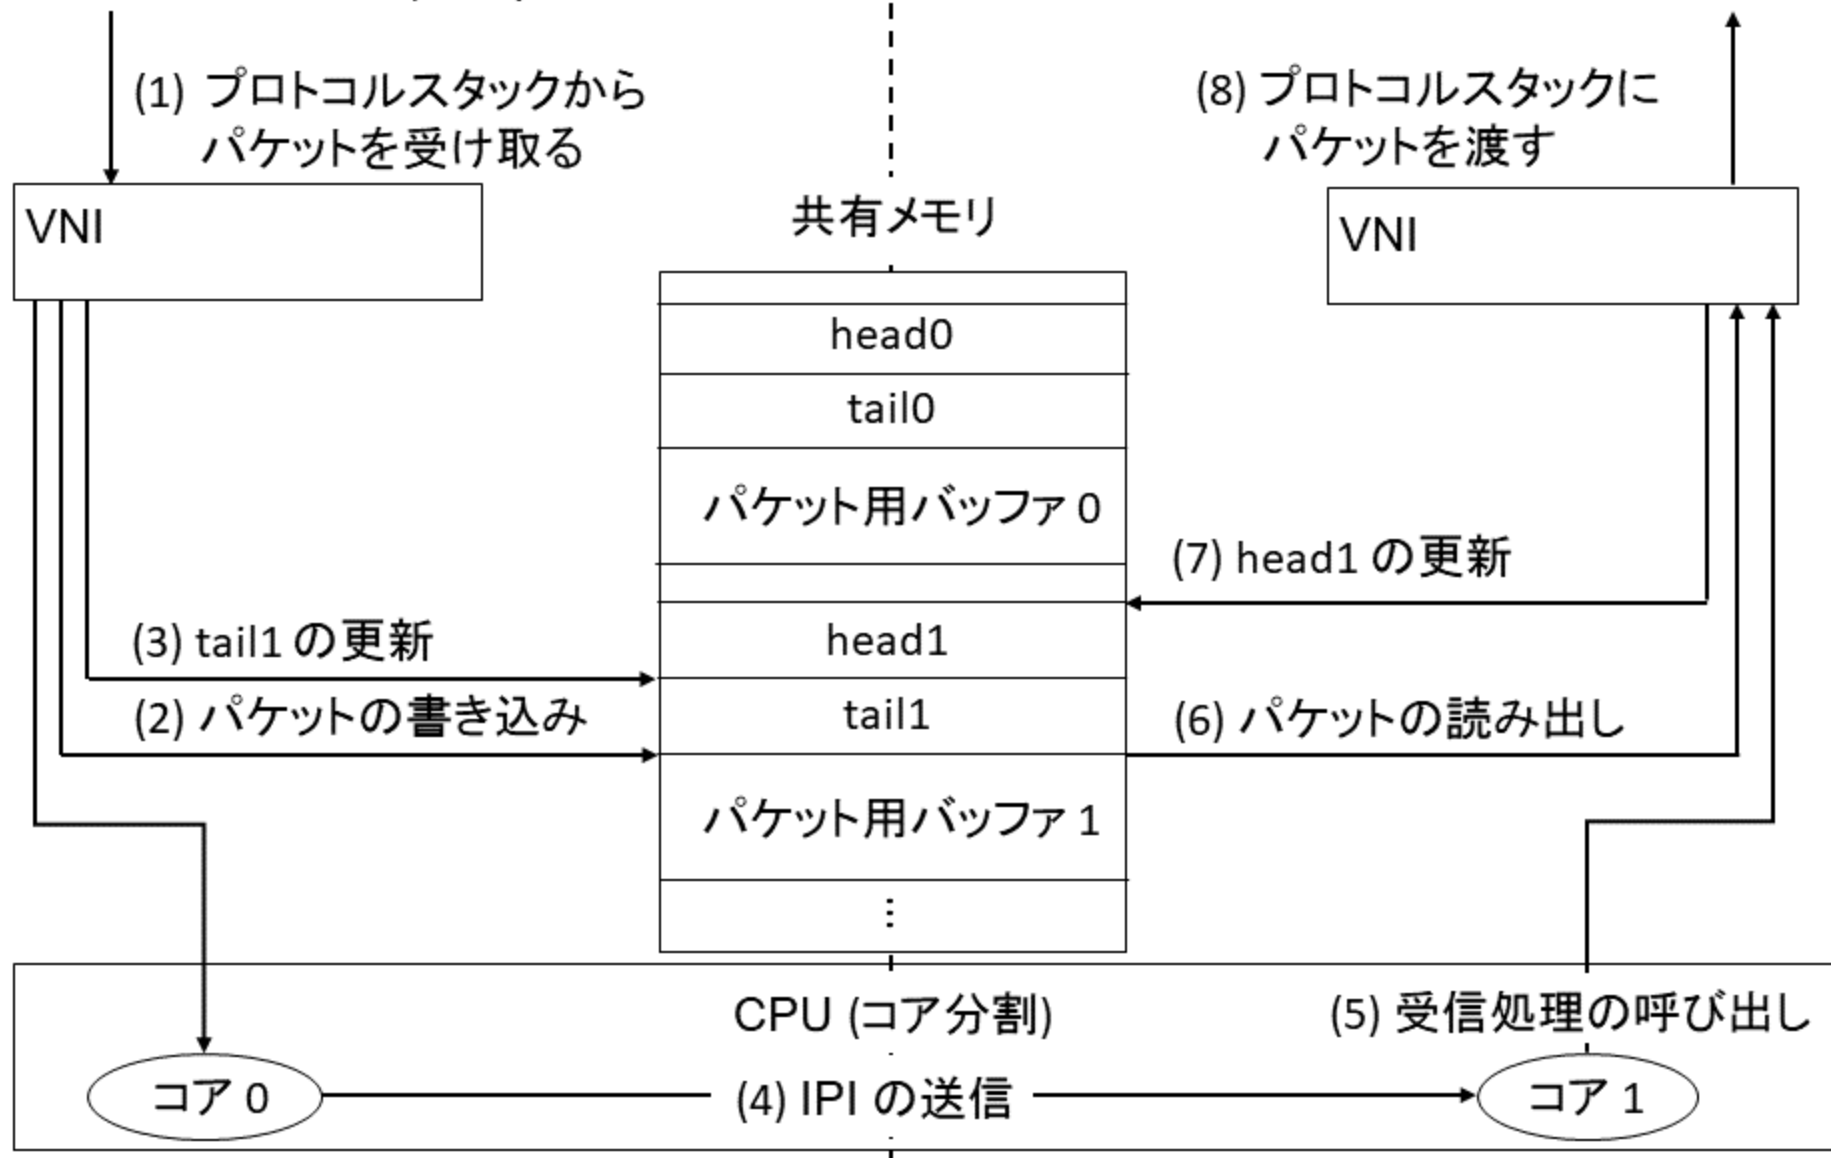 (1) プロトコルスタックから
パケットを受け取る
(8) プロトコルスタックに
パケットを渡す
VNI
共有メモリ
VNI
head0
tail0
パケット用バッファ 0
(7) head1 の更新
(3) tail1 の更新
head1
(2) パケットの書き込み
tail1
(6) パケットの読み出し
パケット用バッファ 1
⋮
CPU (コア分割)
(5) 受信処理の呼び出し
コア 0
(4) IPI の送信
コア 1